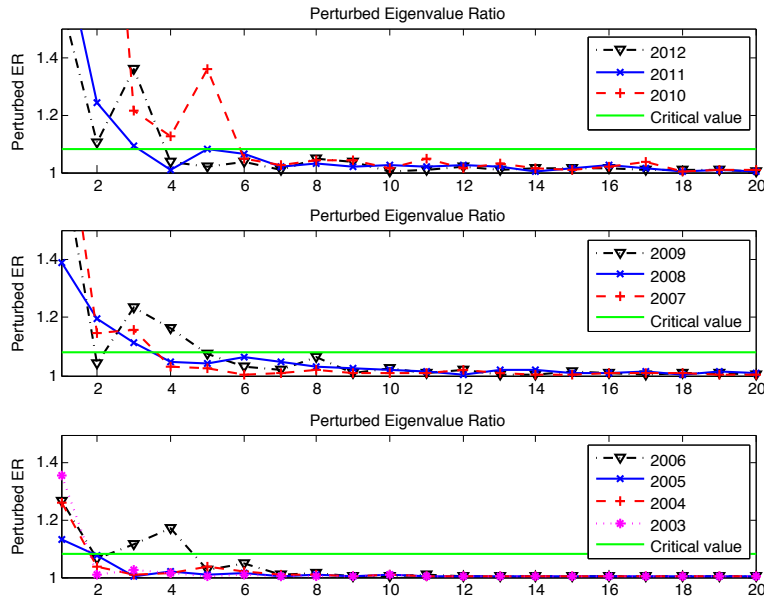 Perturbed Eigenvalue Ratio
Perturbed ER
1.4
1.2
1
2 4 6 8 10 12 14 16 18 20
2012
2011
2010
Critical value
Perturbed Eigenvalue Ratio
Perturbed ER
1.4
1.2
1
2 4 6 8 10 12 14 16 18 20
2009
2008
2007
Critical value
Perturbed Eigenvalue Ratio
Perturbed ER
1.4
1.2
1
2 4 6 8 10 12 14 16 18 20
2006
2005
2004
2003
Critical value